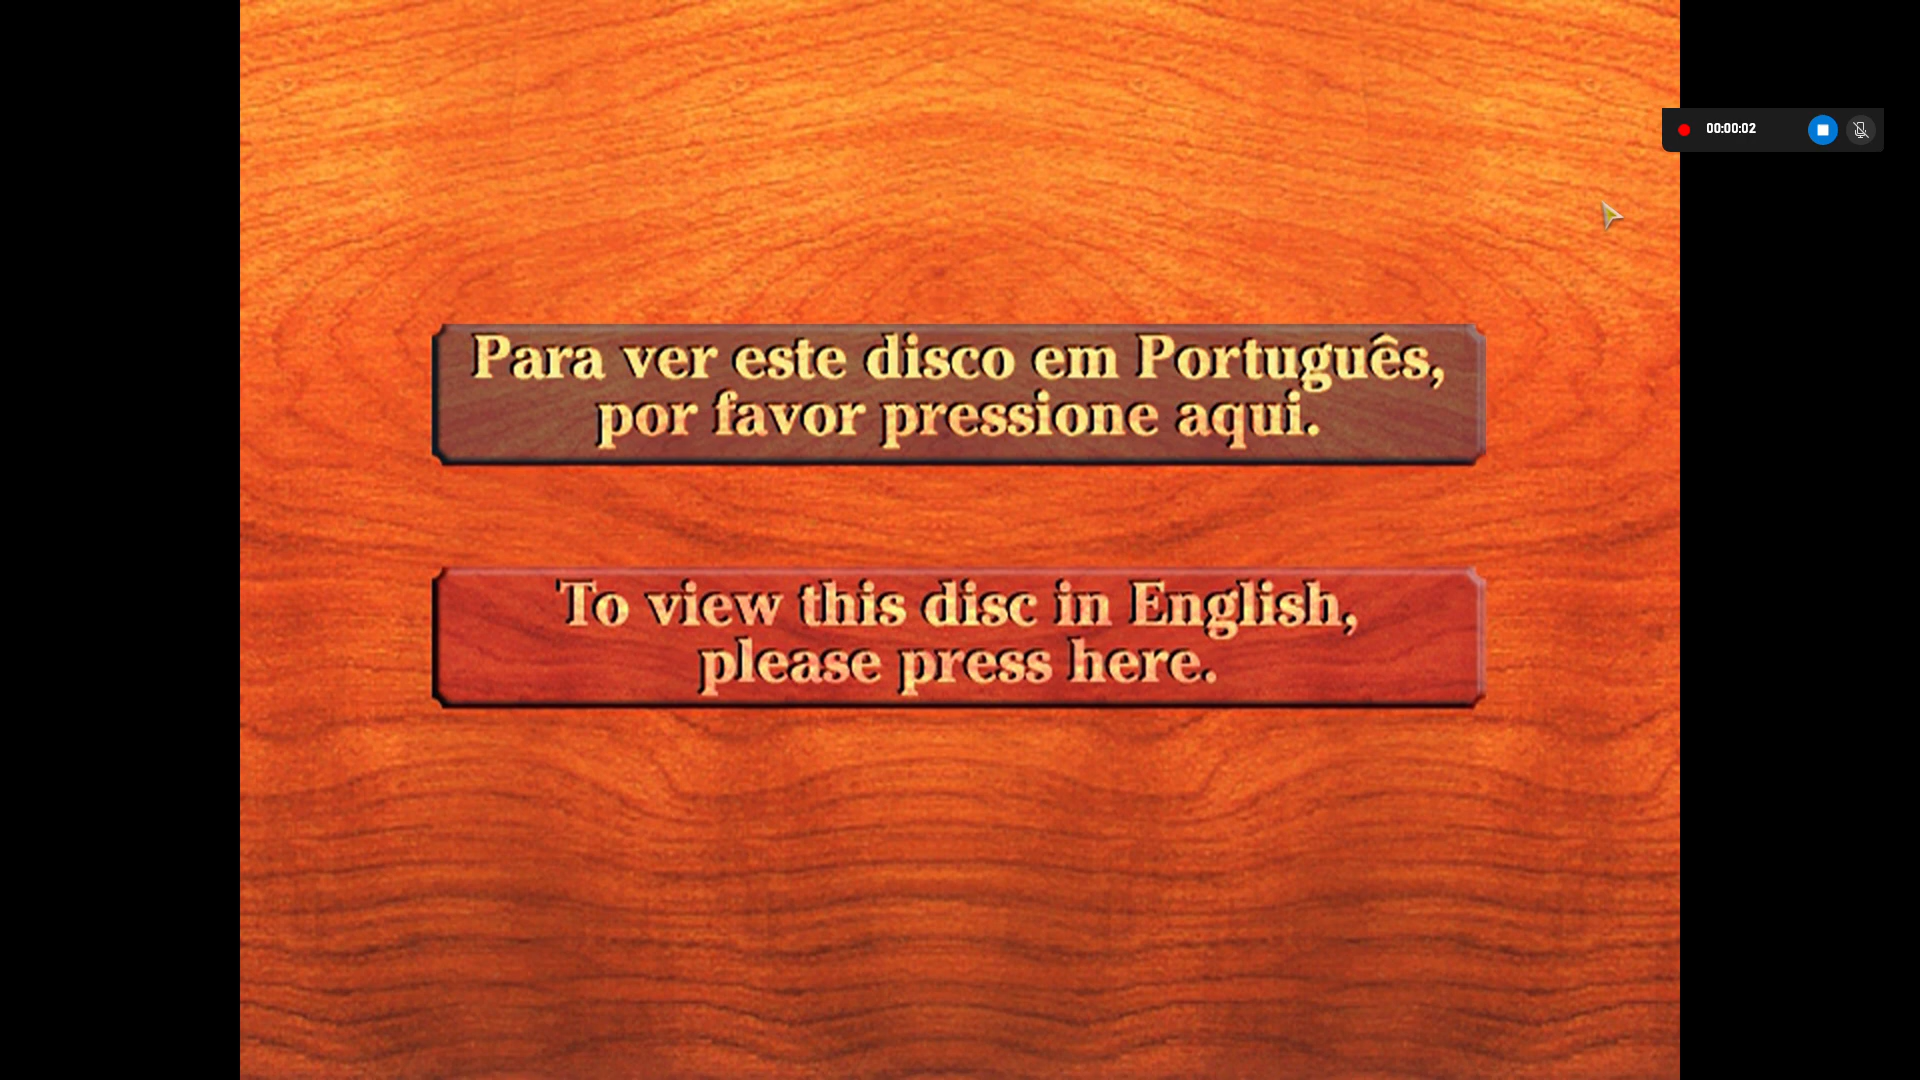 00:00:02
Para ver este disco em Português,
por favor pressione aqui.
To view this disc in English,
please press here.